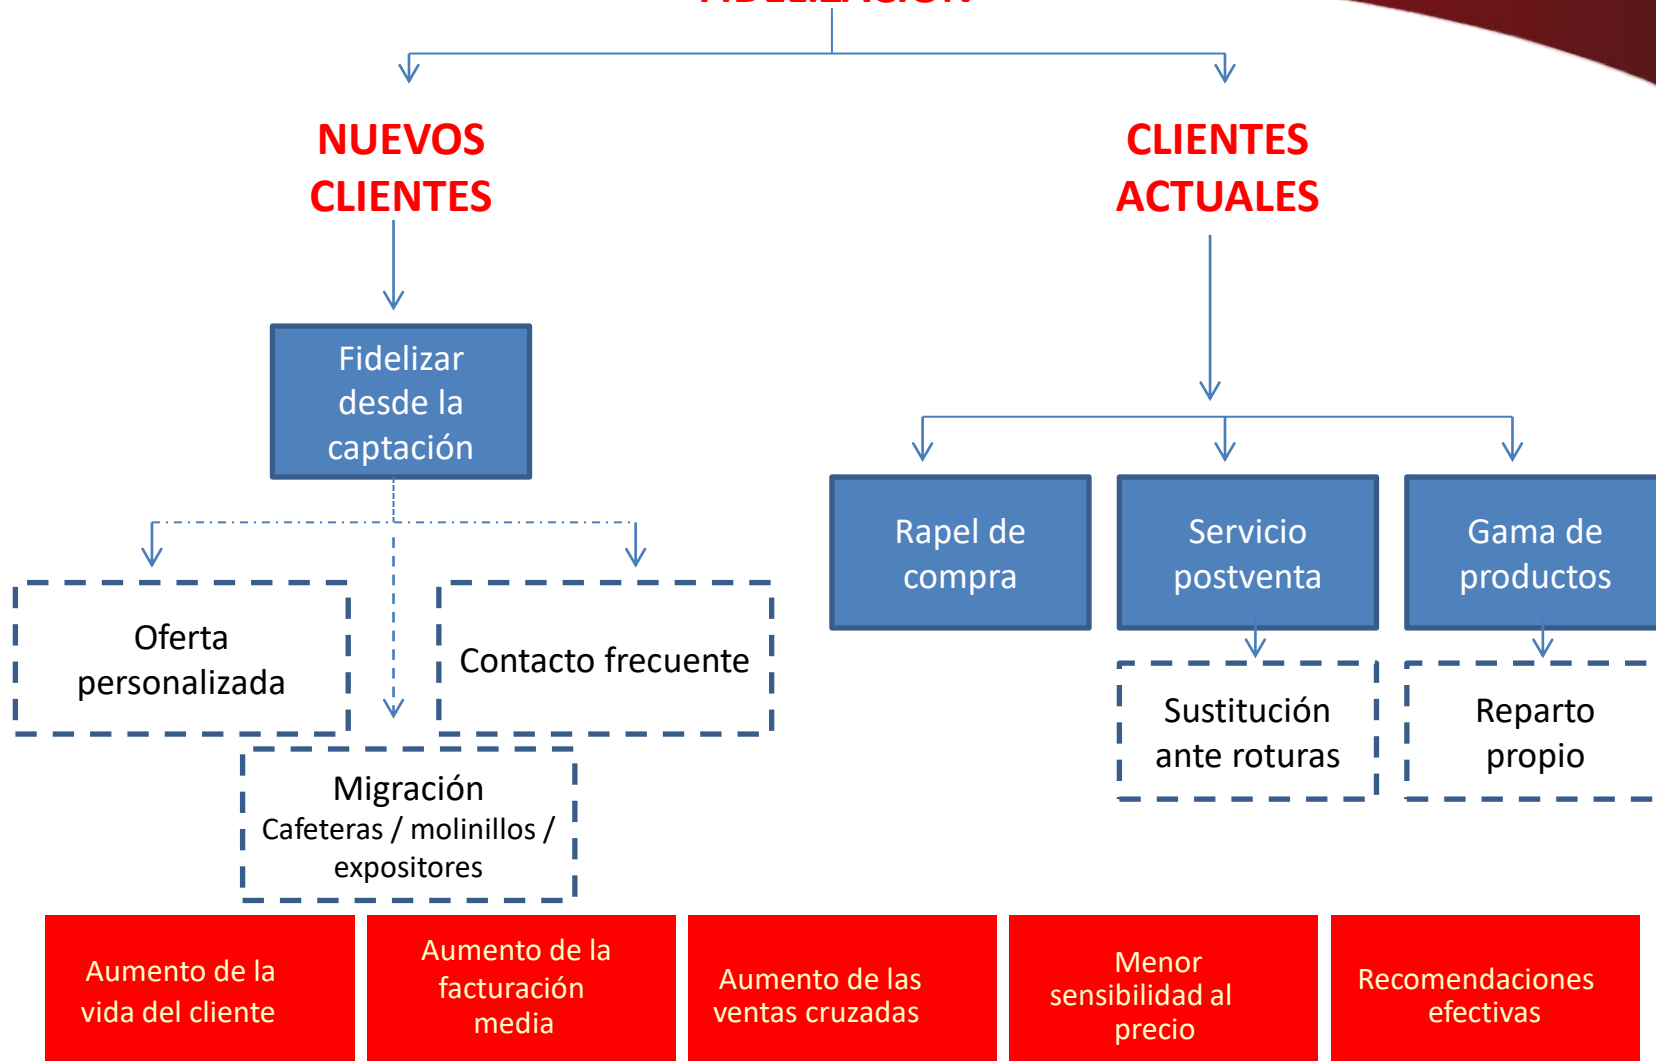 FIDELIZACIÓN
NUEVOS
CLIENTES
CLIENTES
ACTUALES
Fidelizar
desde la
captación
Rapel de
compra
Servicio
postventa
Gama de
productos
Oferta
personalizada
Contacto frecuente
Migración
Cafeteras / molinillos /
expositores
Sustitución
ante roturas
Reparto
propio
Aumento de la
vida del cliente
Aumento de la
facturación
media
Aumento de las
ventas cruzadas
Menor
sensibilidad al
precio
Recomendaciones
efectivas